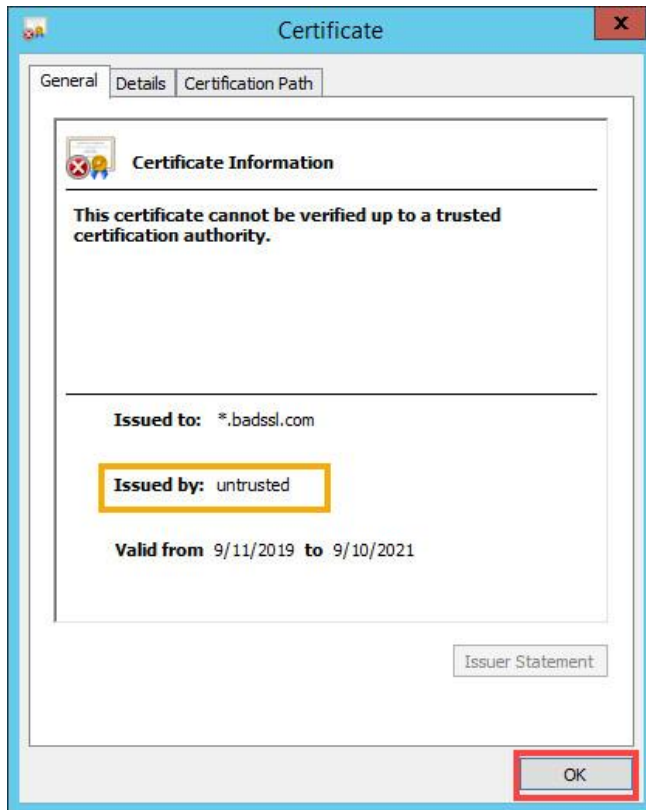 Certificate
x
General Details Certification Path
Certificate Information
This certificate cannot be verified up to a trusted
certification authority.
Issued to: *.badssl.com
Issued by: untrusted
Valid from 9/11/2019 to 9/10/2021
Issuer Statement
OK